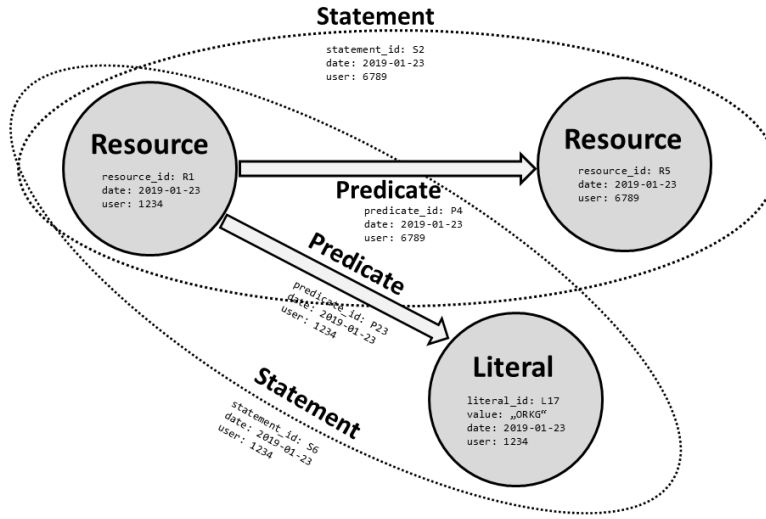 Statement
statement_id: S2
date: 2019-01-23
user: 6789
Resource
resource_id: R1
date: 2019-01-23
user: 1234
Resource
resource_id: R5
date: 2019-01-23
user: 6789
Predicate
predicate_id: P4
date: 2019-01-23
user: 6789
Predicate
predicate_id: P23
date: 2019-01-23
user: 1234
Literal
literal_id: L17
value: „ORKG“
date: 2019-01-23
user: 1234
Statement
statement_id: S6
date: 2019-01-23
user: 1234